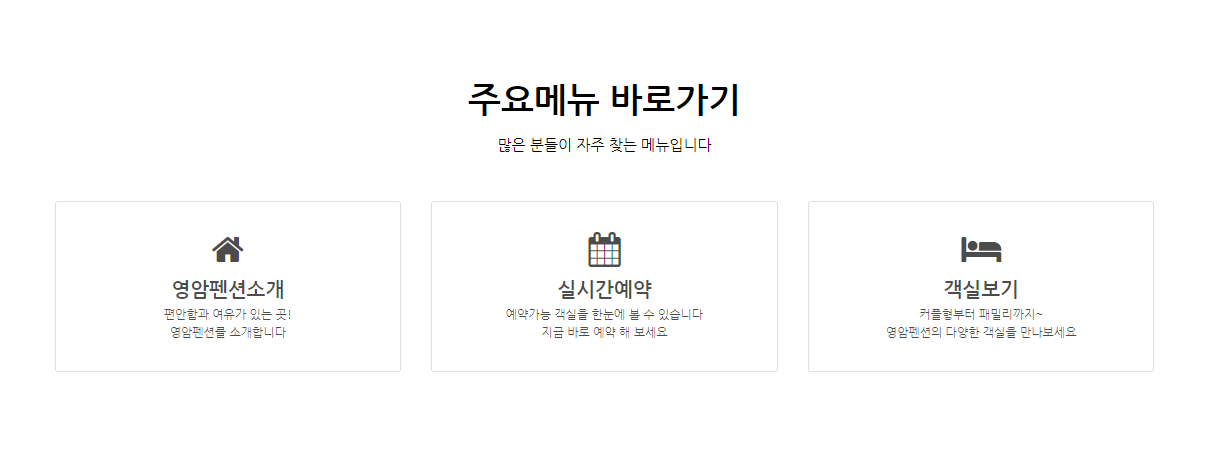 주요메뉴 바로가기
많은 분들이 자주 찾는 메뉴입니다
영암펜션소개
편안함과 여유가 있는 곳!
영암펜션을 소개합니다
실시간예약
예약가능 객실을 한눈에 볼 수 있습니다
지금 바로 예약 해 보세요
객실보기
커플형부터 패밀리까지~
영암펜션의 다양한 객실을 만나보세요